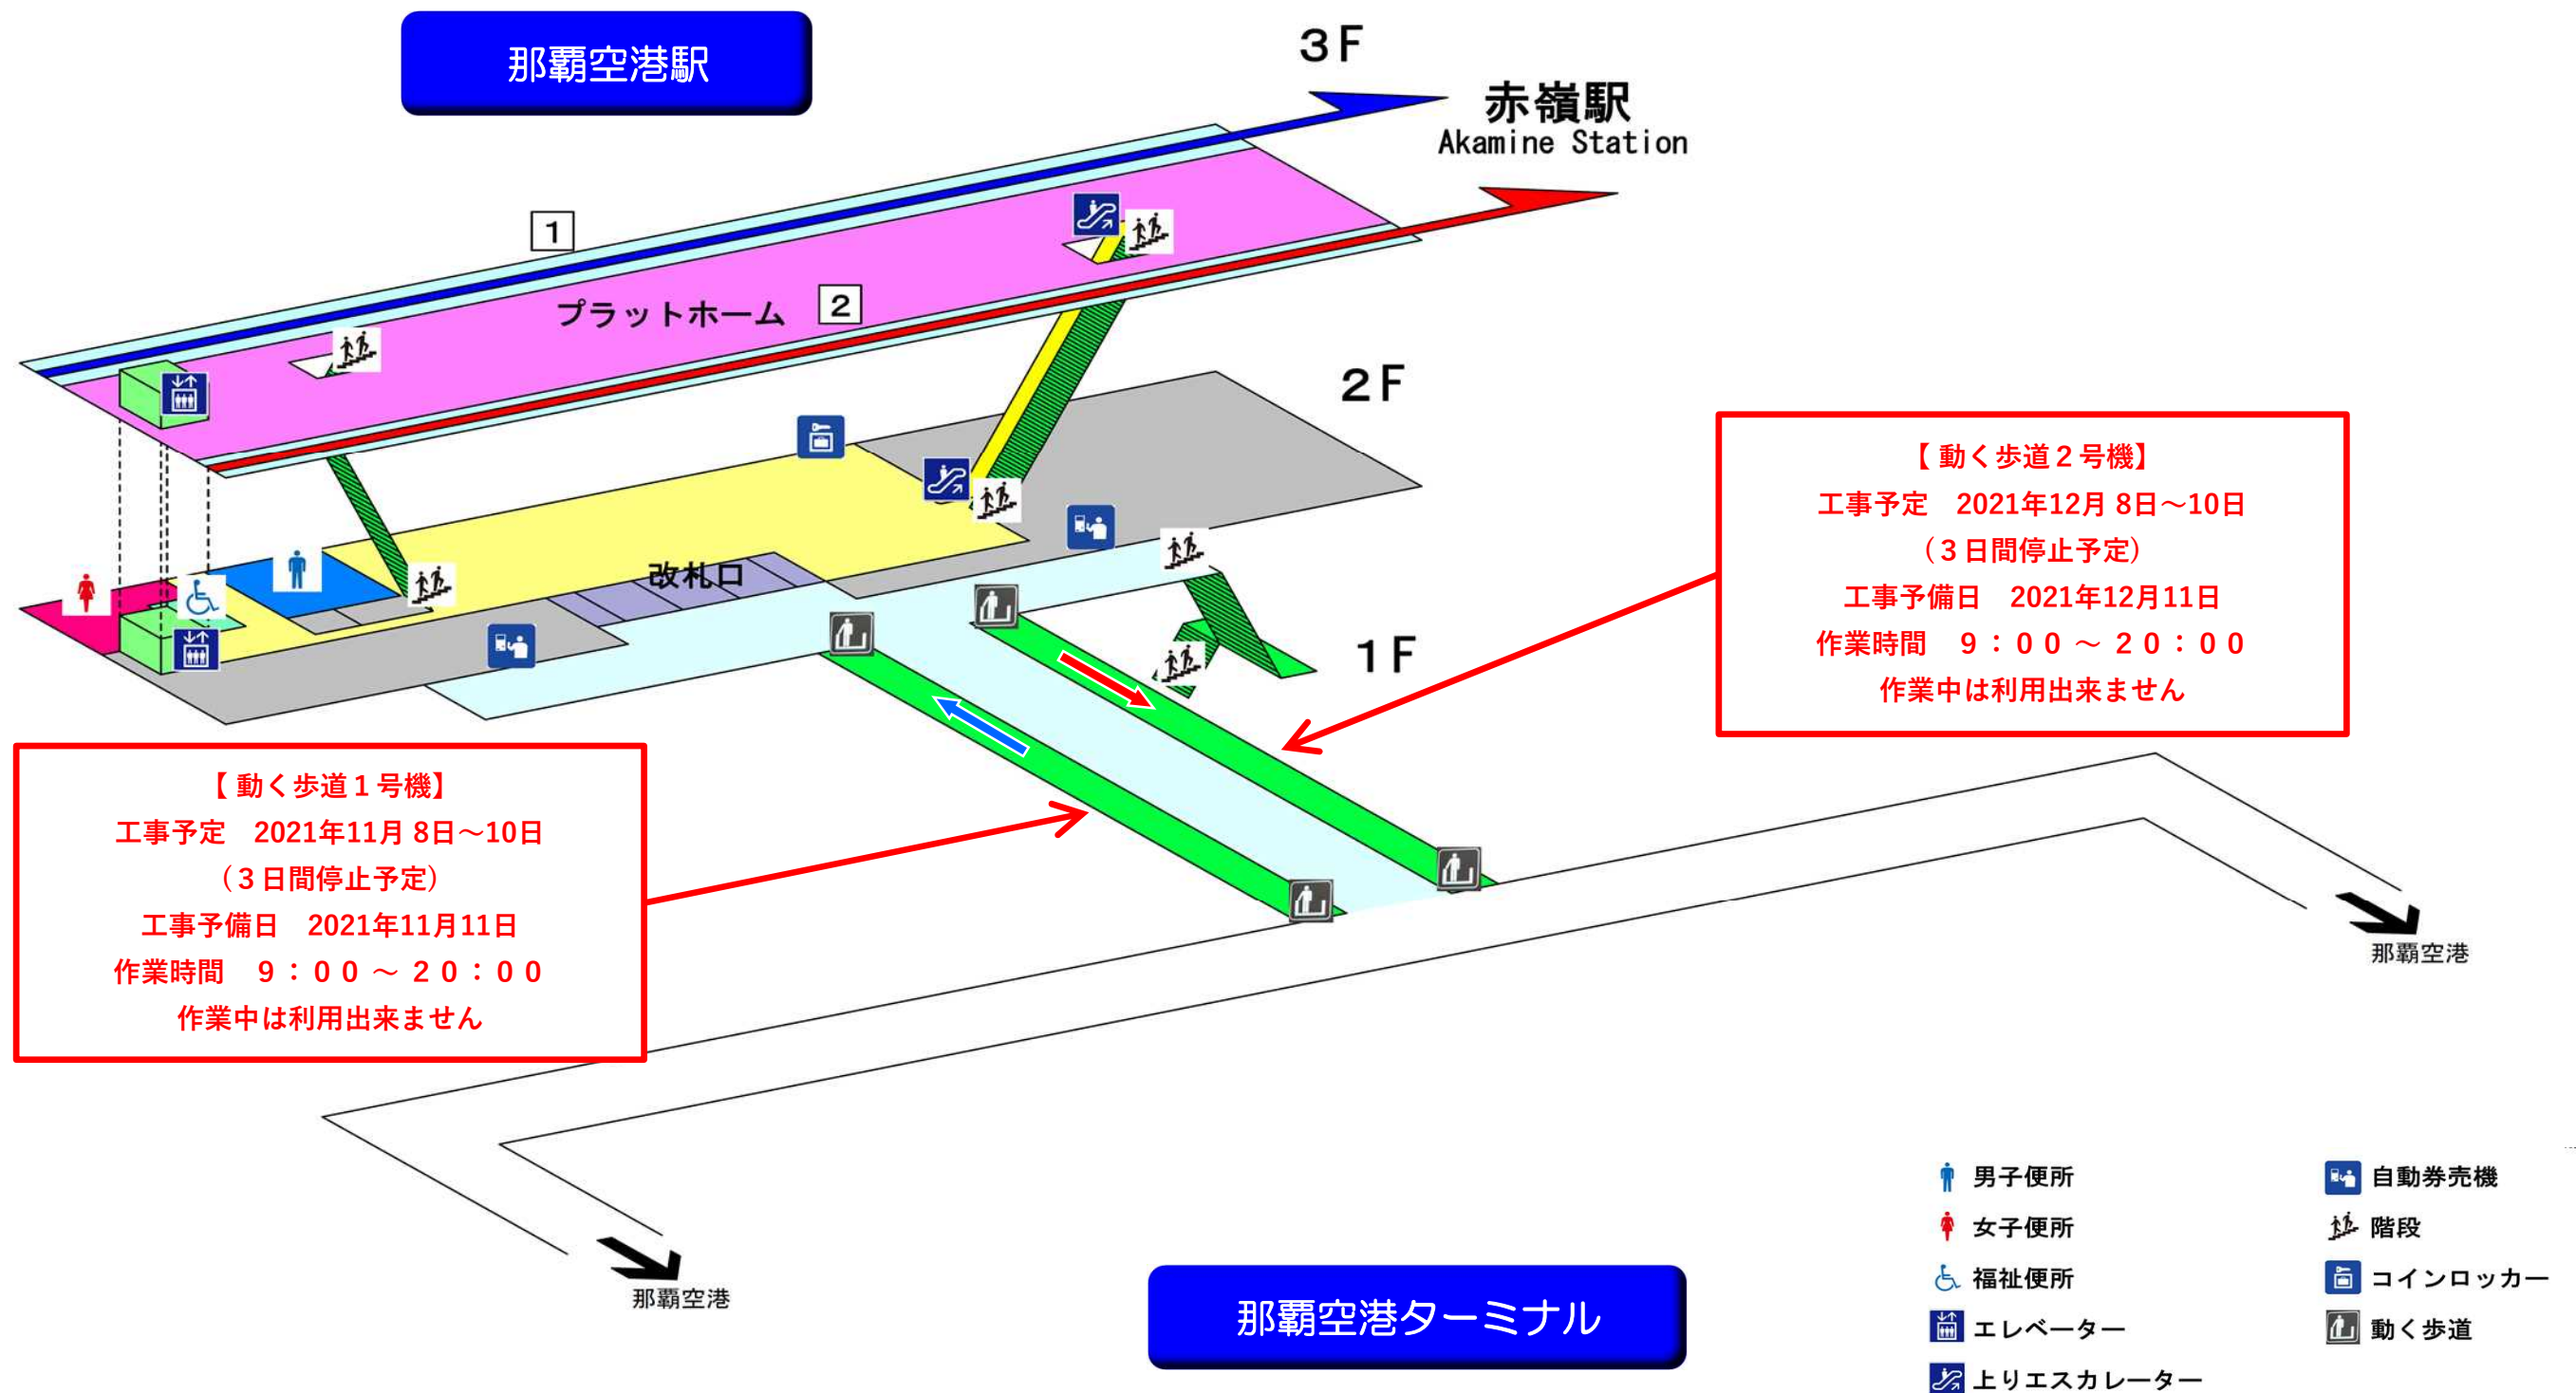 那覇空港駅
3F
赤嶺駅
Akamine Station
1
プラットホーム
2
2F
改札口
1F
【 動く歩道２号機】
工事予定　2021年12月 8日～10日
（３日間停止予定）
工事予備日　2021年12月11日
作業時間　９：００ ～ ２０：００
作業中は利用出来ません
【 動く歩道１号機】
工事予定　2021年11月 8日～10日
（３日間停止予定）
工事予備日　2021年11月11日
作業時間　９：００ ～ ２０：００
作業中は利用出来ません
那覇空港
那覇空港
那覇空港ターミナル
男子便所
女子便所
福祉便所
エレベーター
上りエスカレーター
自動券売機
階段
コインロッカー
動く歩道